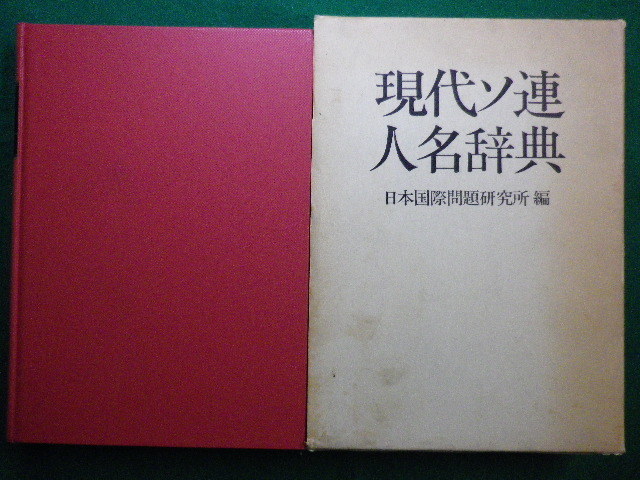 現代ソ連
人名辞典
日本国際問題研究所 編